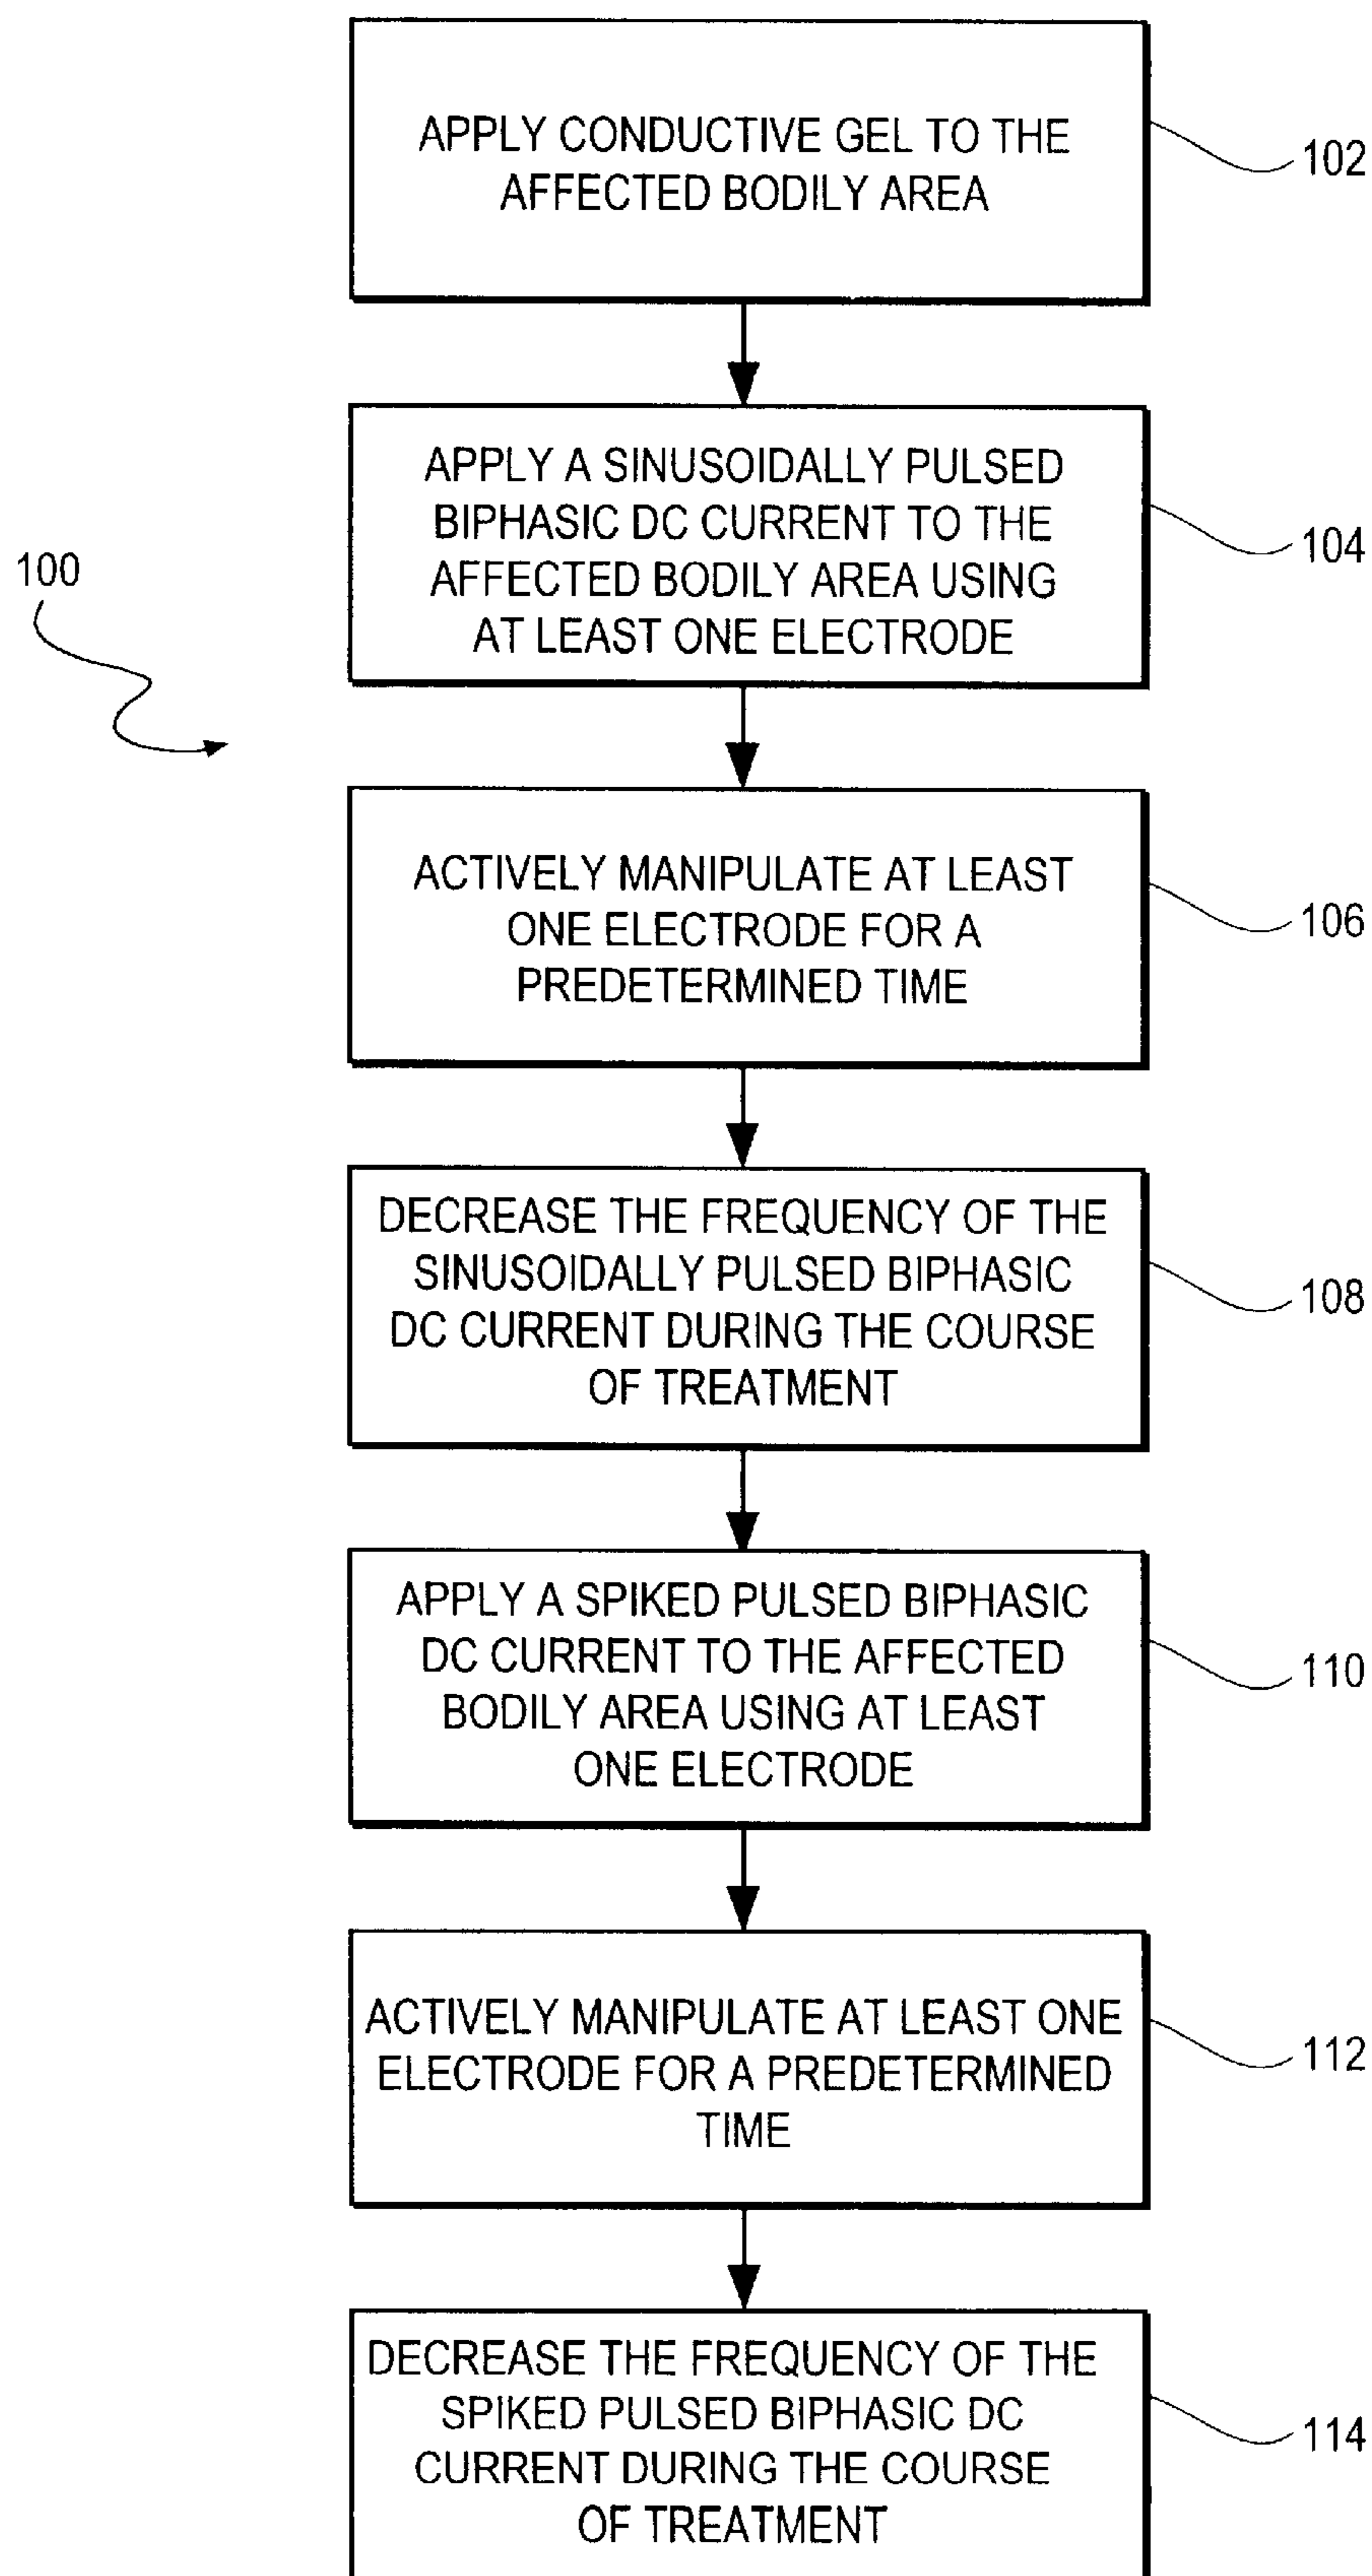 APPLY CONDUCTIVE GEL TO THE
AFFECTED BODILY AREA
102
APPLY A SINUSOIDALLY PULSED
BIPHASIC DC CURRENT TO THE
AFFECTED BODILY AREA USING
AT LEAST ONE ELECTRODE
104
100
ACTIVELY MANIPULATE AT LEAST
ONE ELECTRODE FOR A
PREDETERMINED TIME
106
DECREASE THE FREQUENCY OF THE
SINUSOIDALLY PULSED BIPHASIC
DC CURRENT DURING THE COURSE
OF TREATMENT
108
APPLY A SPIKED PULSED BIPHASIC
DC CURRENT TO THE AFFECTED
BODILY AREA USING AT LEAST
ONE ELECTRODE
110
ACTIVELY MANIPULATE AT LEAST ONE
ELECTRODE FOR A PREDETERMINED
TIME
112
DECREASE THE FREQUENCY OF THE
SPIKED PULSED BIPHASIC DC
CURRENT DURING THE COURSE
OF TREATMENT
114